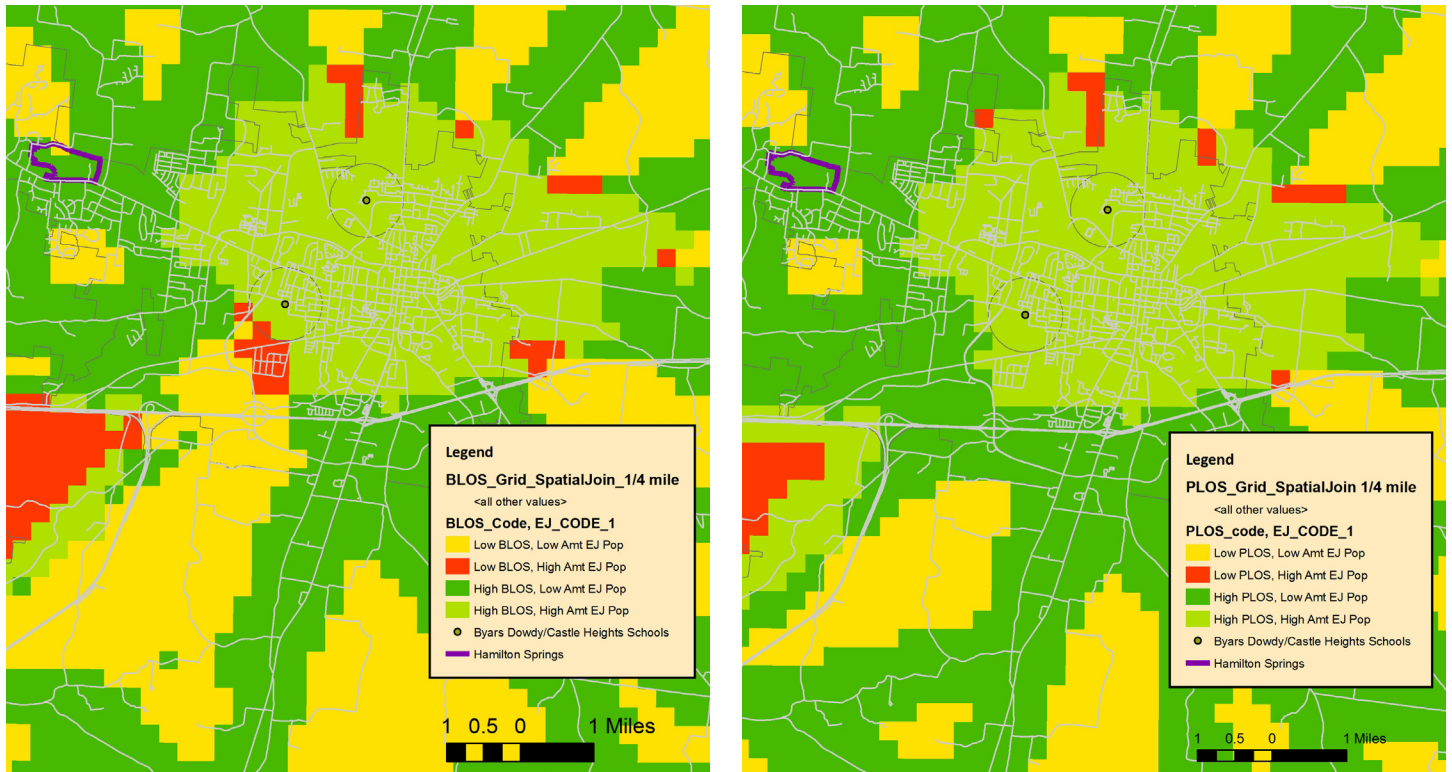 Legend
BLOS_Grid_SpatialJoin_1/4 mile
<all other values>
BLOS_Code, EJ_CODE_1
Low BLOS, Low Amt EJ Pop
Low BLOS, High Amt EJ Pop
High BLOS, Low Amt EJ Pop
High BLOS, High Amt EJ Pop
Byars Dowdy/Castle Heights Schools
Hamilton Springs
1 0.5 0 1 Miles
Legend
PLOS_Grid_SpatialJoin 1/4 mile
<all other values>
PLOS_code, EJ_CODE_1
Low PLOS, Low Amt EJ Pop
Low PLOS, High Amt EJ Pop
High PLOS, Low Amt EJ Pop
High PLOS, High Amt EJ Pop
Byars Dowdy/Castle Heights Schools
Hamilton Springs
1 0.5 0 1 Miles